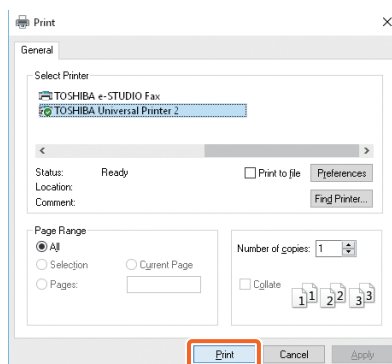 Print
General
Select Printer
TOSHIBA e-STUDIO Fax
TOSHIBA Universal Printer 2
Status: Ready
Print to file
Preferences
Location:
Comment:
Find Printer...
Page Range
All
Selection
Current Page
Pages:
Number of copies: 1
Collate
1 1 2 2 3 3
Print
Cancel
Apply